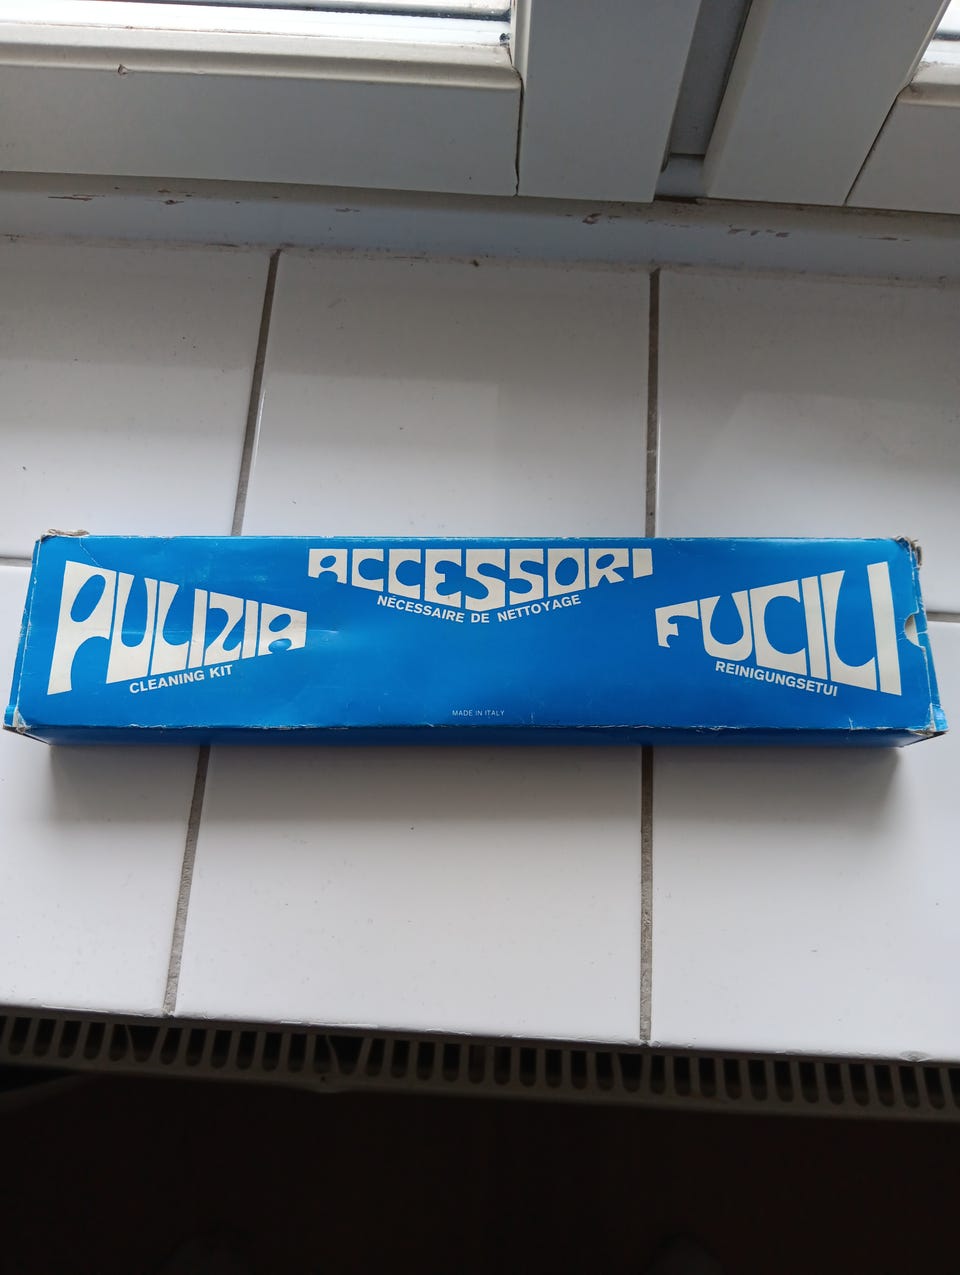 PULIZIA
CLEANING KIT
ACCESSORI
NÉCESSAIRE DE NETTOYAGE
FUCILI
REINIGUNGSETUI
MADE IN ITALY